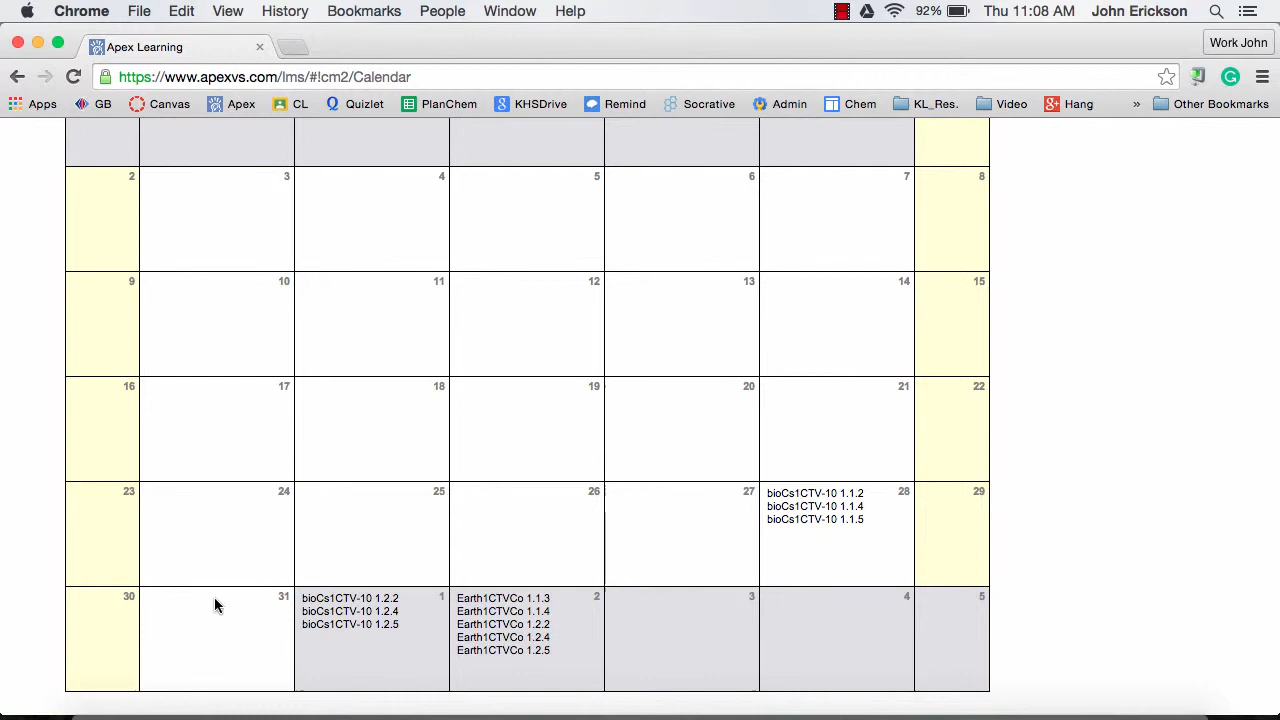 Chrome File Edit View History Bookmarks People Window Help 92% Thu 11:08 AM John Erickson
Apex Learning × Work John
https://www.apexvs.com/lms/#!cm2/Calendar
Apps GB Canvas Apex CL Quizlet PlanChem KHSDrive Remind Socrative Admin Chem KL_Res. Video Hang » Other Bookmarks
2 3 4 5 6 7 8
9 10 11 12 13 14 15
16 17 18 19 20 21 22
23 24 25 26 27 bioCs1CTV-10 1.1.2 28 29
bioCs1CTV-10 1.1.4
bioCs1CTV-10 1.1.5
30 31 bioCs1CTV-10 1.2.2 1 Earth1CTVCo 1.1.3 2 3 4 5
bioCs1CTV-10 1.2.4 Earth1CTVCo 1.1.4
bioCs1CTV-10 1.2.5 Earth1CTVCo 1.2.2
Earth1CTVCo 1.2.4
Earth1CTVCo 1.2.5